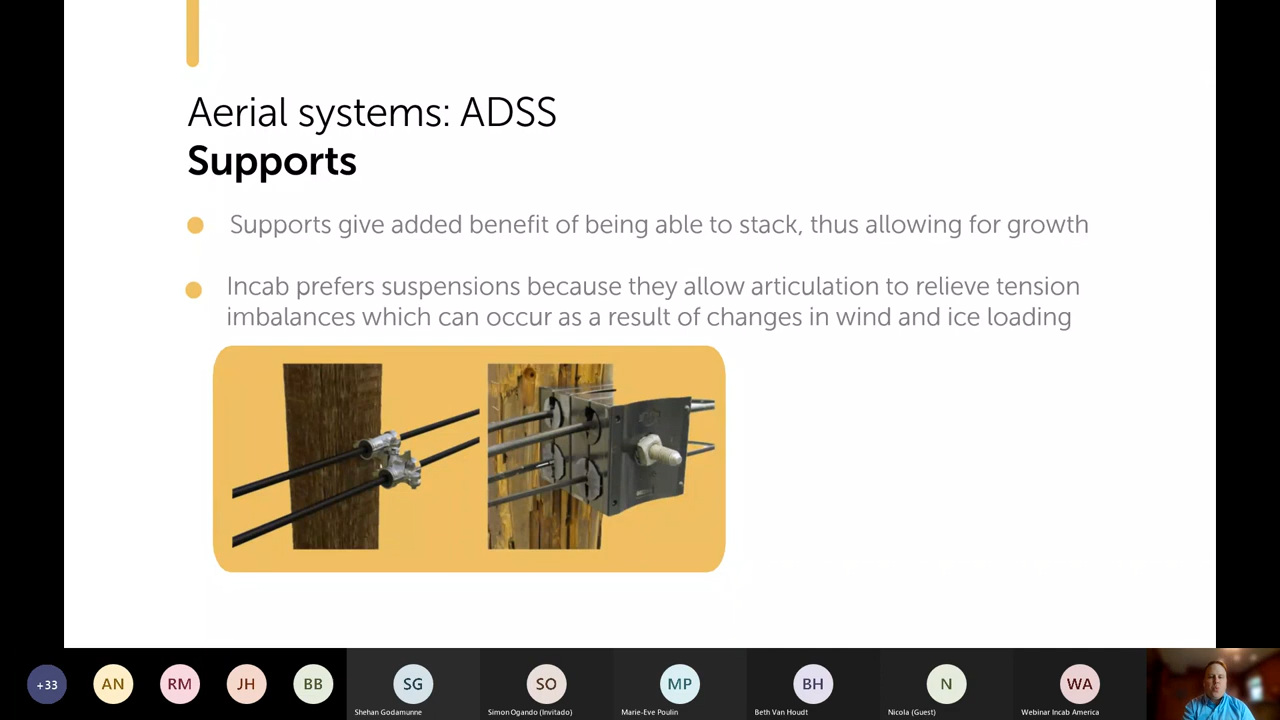 Aerial systems: ADSS
Supports
Supports give added benefit of being able to stack, thus allowing for growth
Incab prefers suspensions because they allow articulation to relieve tension
imbalances which can occur as a result of changes in wind and ice loading
+33
AN
RM
JH
BB
SG
SO
MP
BH
N
WA
Shehan Godamunne
Simon Ogando (Invitado)
Marie-Eve Poulin
Beth Van Houdt
Nicola (Guest)
Webinar Incab America